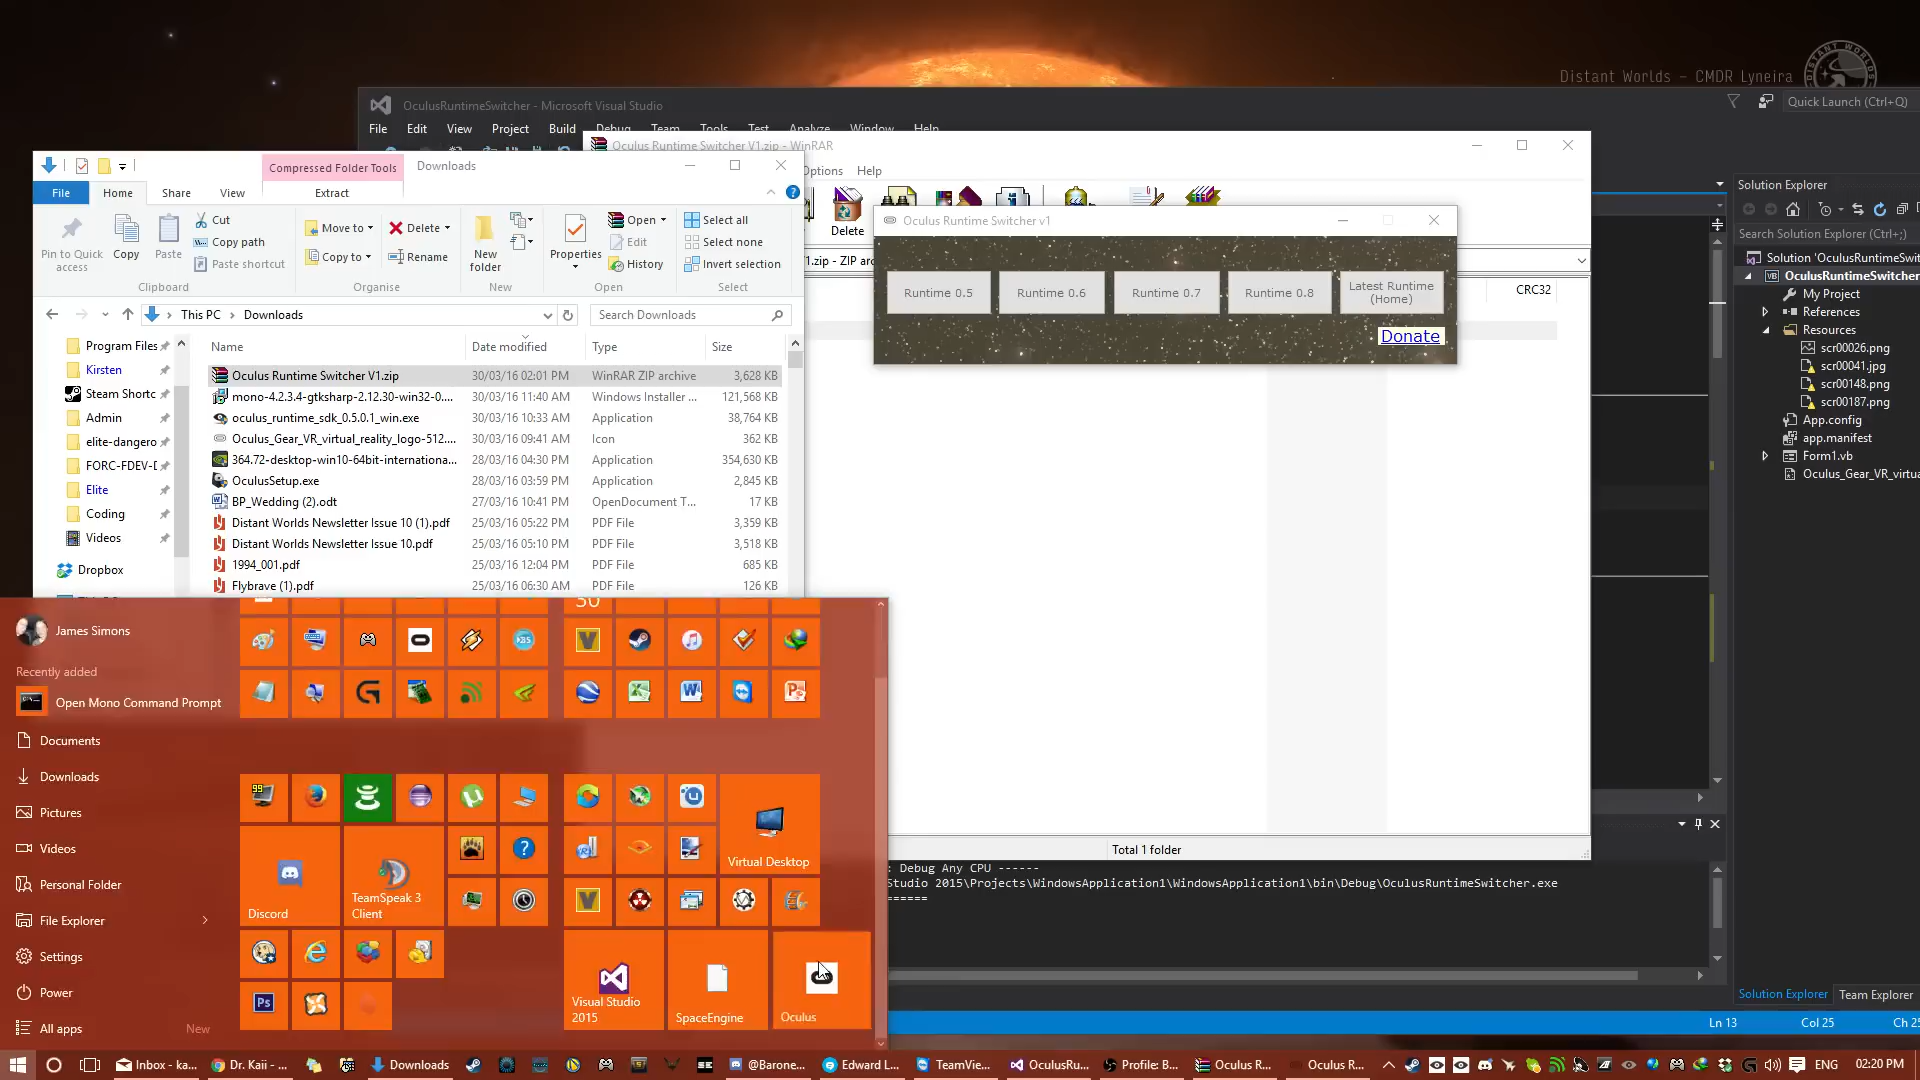 Distant Worlds – CMDR Lyneira
OculusRuntimeSwitcher - Microsoft Visual Studio
Quick Launch (Ctrl+Q)
File Edit View Project Build Debug Team Tools Test Analyze Window Help
Oculus Runtime Switcher V1.zip - WinRAR
Options Help
Delete
1.zip - ZIP arc
CRC32
Compressed Folder Tools
Downloads
File Home Share View Extract
Pin to Quick access
Copy
Paste
Cut
Copy path
Paste shortcut
Clipboard
Move to
Copy to
Delete
Rename
Organise
New folder
New
Properties
Open
Edit
History
Open
Select all
Select none
Invert selection
Select
This PC Downloads
Search Downloads
Name Date modified Type Size
Oculus Runtime Switcher V1.zip 30/03/16 02:01 PM WinRAR ZIP archive 3,628 KB
mono-4.2.3.4-gtksharp-2.12.30-win32-0.... 30/03/16 11:40 AM Windows Installer ... 121,568 KB
oculus_runtime_sdk_0.5.0.1_win.exe 30/03/16 10:33 AM Application 38,764 KB
Oculus_Gear_VR_virtual_reality_logo-512.... 30/03/16 09:41 AM Icon 362 KB
364.72-desktop-win10-64bit-internationa... 28/03/16 04:30 PM Application 354,630 KB
OculusSetup.exe 28/03/16 03:59 PM Application 2,845 KB
BP_Wedding (2).odt 27/03/16 10:41 PM OpenDocument T... 17 KB
Distant Worlds Newsletter Issue 10 (1).pdf 25/03/16 05:22 PM PDF File 3,359 KB
Distant Worlds Newsletter Issue 10.pdf 25/03/16 05:10 PM PDF File 3,518 KB
1994_001.pdf 25/03/16 12:04 PM PDF File 685 KB
Flybrave (1).pdf 25/03/16 06:30 AM PDF File 126 KB
Program Files
Kirsten
Steam Shortc
Admin
elite-dangero
FORC-FDEV-D
Elite
Coding
Videos
Dropbox
Oculus Runtime Switcher v1
Runtime 0.5
Runtime 0.6
Runtime 0.7
Runtime 0.8
Latest Runtime
(Home)
Donate
Solution Explorer
Search Solution Explorer (Ctrl+;)
Solution 'OculusRuntimeSwit
OculusRuntimeSwitcher
My Project
References
Resources
scr00026.png
scr00041.jpg
scr00148.png
scr00187.png
App.config
app.manifest
Form1.vb
Oculus_Gear_VR_virtua
James Simons
Recently added
Open Mono Command Prompt
Documents
Downloads
Pictures
Videos
Personal Folder
File Explorer
Settings
Power
All apps New
30
Virtual Desktop
Discord
TeamSpeak 3
Client
Visual Studio
2015
SpaceEngine
Oculus
Total 1 folder
: Debug Any CPU ------
Studio 2015\Projects\WindowsApplication1\WindowsApplication1\bin\Debug\OculusRuntimeSwitcher.exe
======
Solution Explorer Team Explorer
Ln 13 Col 25 Ch 25
Inbox - ka... Dr. Kaii - ... Downloads @Barone... Edward L... TeamVie... OculusRu... Profile: B... Oculus R... Oculus R... ENG 02:20 PM